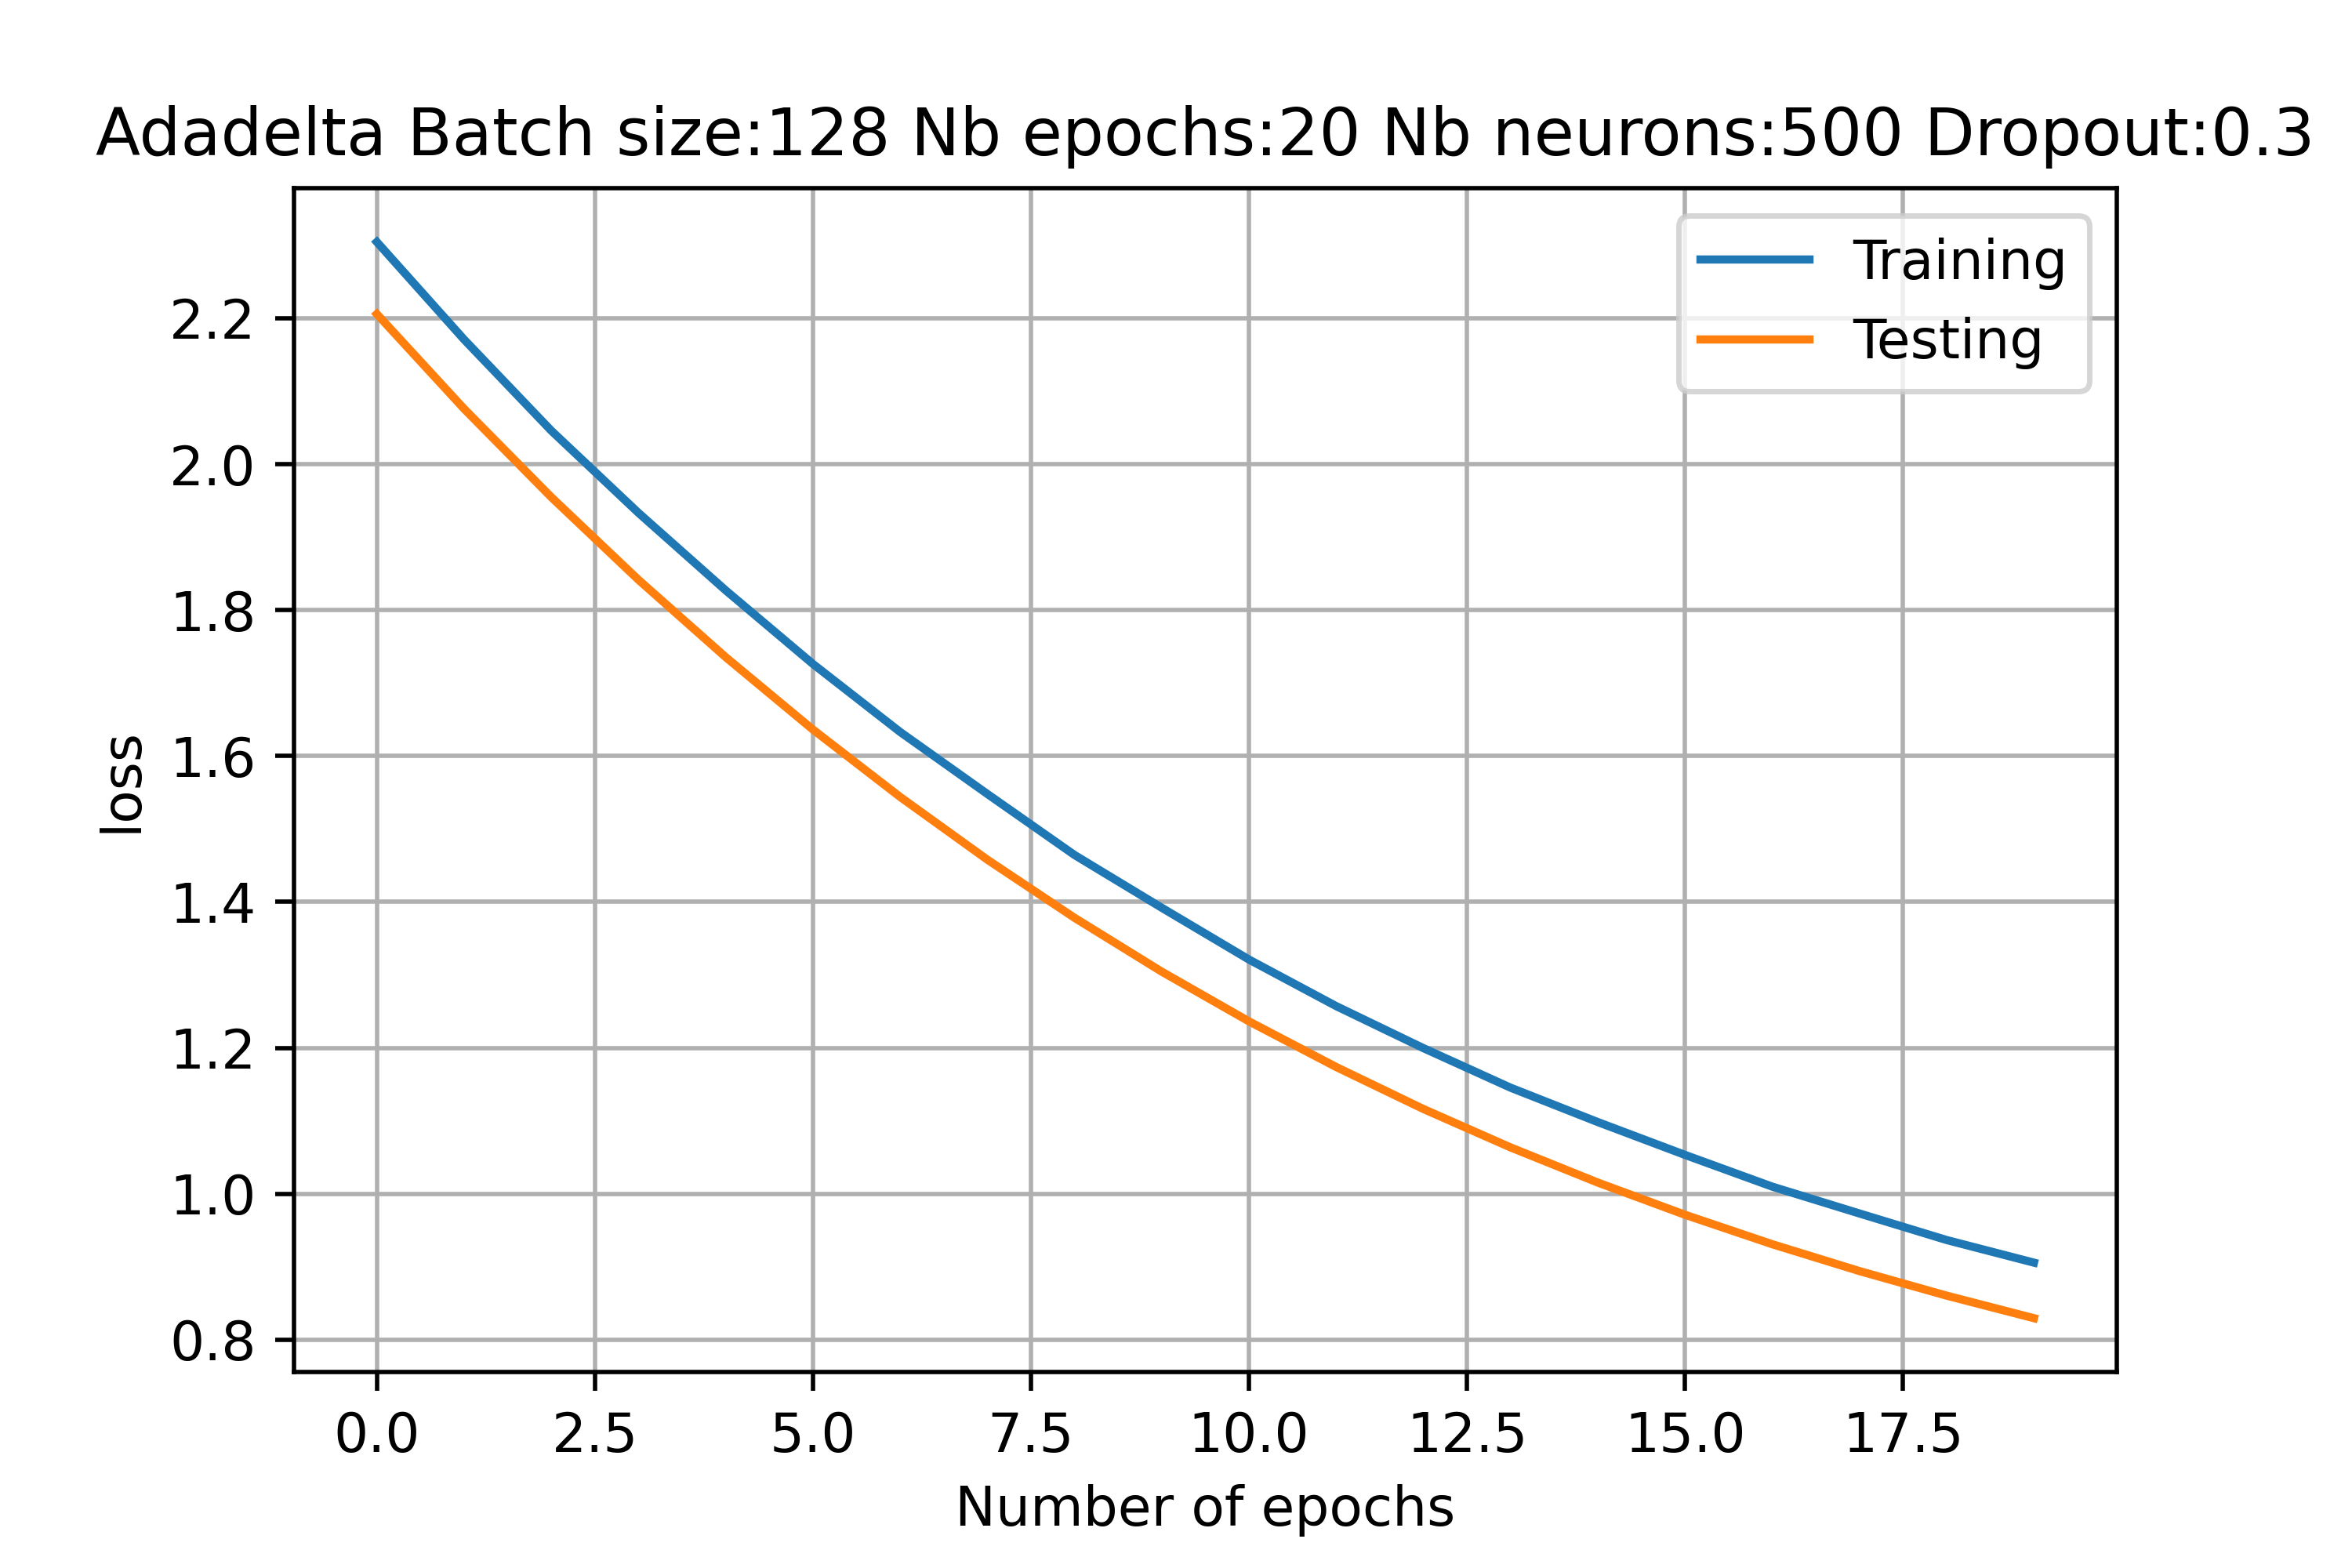 Adadelta Batch size:128 Nb epochs:20 Nb neurons:500 Dropout:0.3
Training
Testing
2.2
2.0
1.8
1.6
1.4
1.2
1.0
0.8
loss
0.0 2.5 5.0 7.5 10.0 12.5 15.0 17.5
Number of epochs